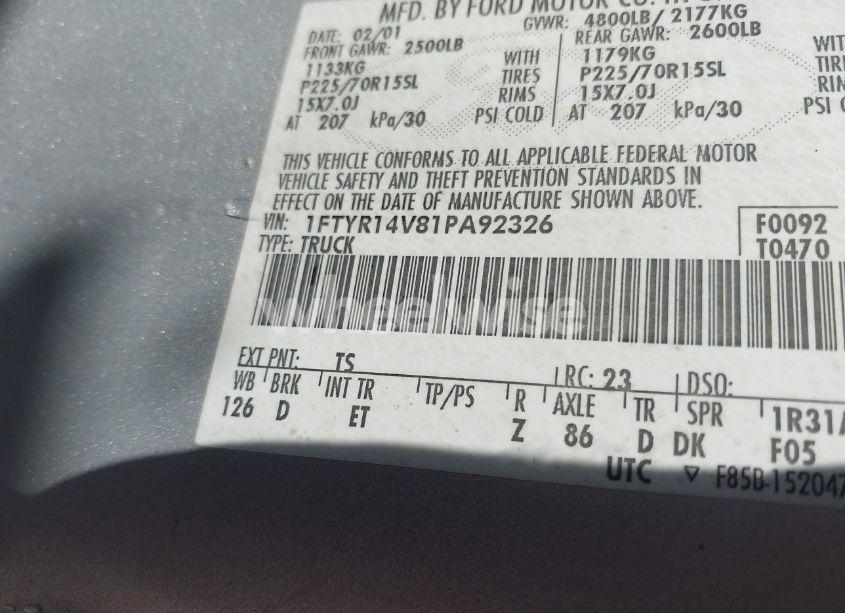 MFD. BY FORD MOTOR CO.
DATE: 02/01 GVWR: 4800LB/ 2177KG
FRONT GAWR: 2500LB REAR GAWR: 2600LB
1133KG WITH 1179KG WIT
P225/70R15SL TIRES P225/70R15SL TIRE
15X7.0J RIMS 15X7.0J RIM
AT 207 kPa/30 PSI COLD AT 207 kPa/30 PSI C
THIS VEHICLE CONFORMS TO ALL APPLICABLE FEDERAL MOTOR
VEHICLE SAFETY AND THEFT PREVENTION STANDARDS IN
EFFECT ON THE DATE OF MANUFACTURE SHOWN ABOVE.
VIN: 1FTYR14V81PA92326 F0092
TYPE: TRUCK T0470
wheelwise
EXT PNT: TS RC: 23 DSO:
WB BRK INT TR TP/PS R AXLE TR SPR 1R31A
126 D ET Z 86 D DK F05
UTC ▽ F85B-152047